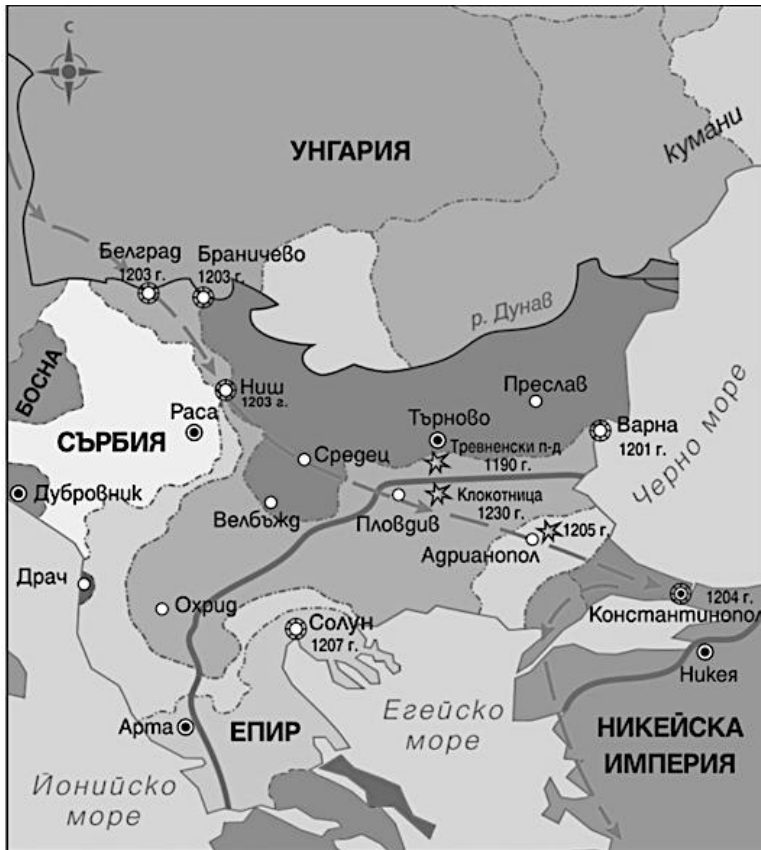 С
УНГАРИЯ
кумани
Белград
1203 г.
Браничево
1203 г.
р. Дунав
БОСНА
Ниш
1203 г.
Преслав
Раса
Търново
Варна
1201 г.
СЪРБИЯ
Тревненски п-д
1190 г.
Средец
Черно море
Дубровник
Клокотница
1230 г.
Велбъжд
Пловдив
1205 г.
Адрианопол
Драч
1204 г.
Константинопол
Охрид
Солун
1207 г.
Никея
Арта
ЕПИР
Егейско
море
НИКЕЙСКА
ИМПЕРИЯ
Йонийско
море